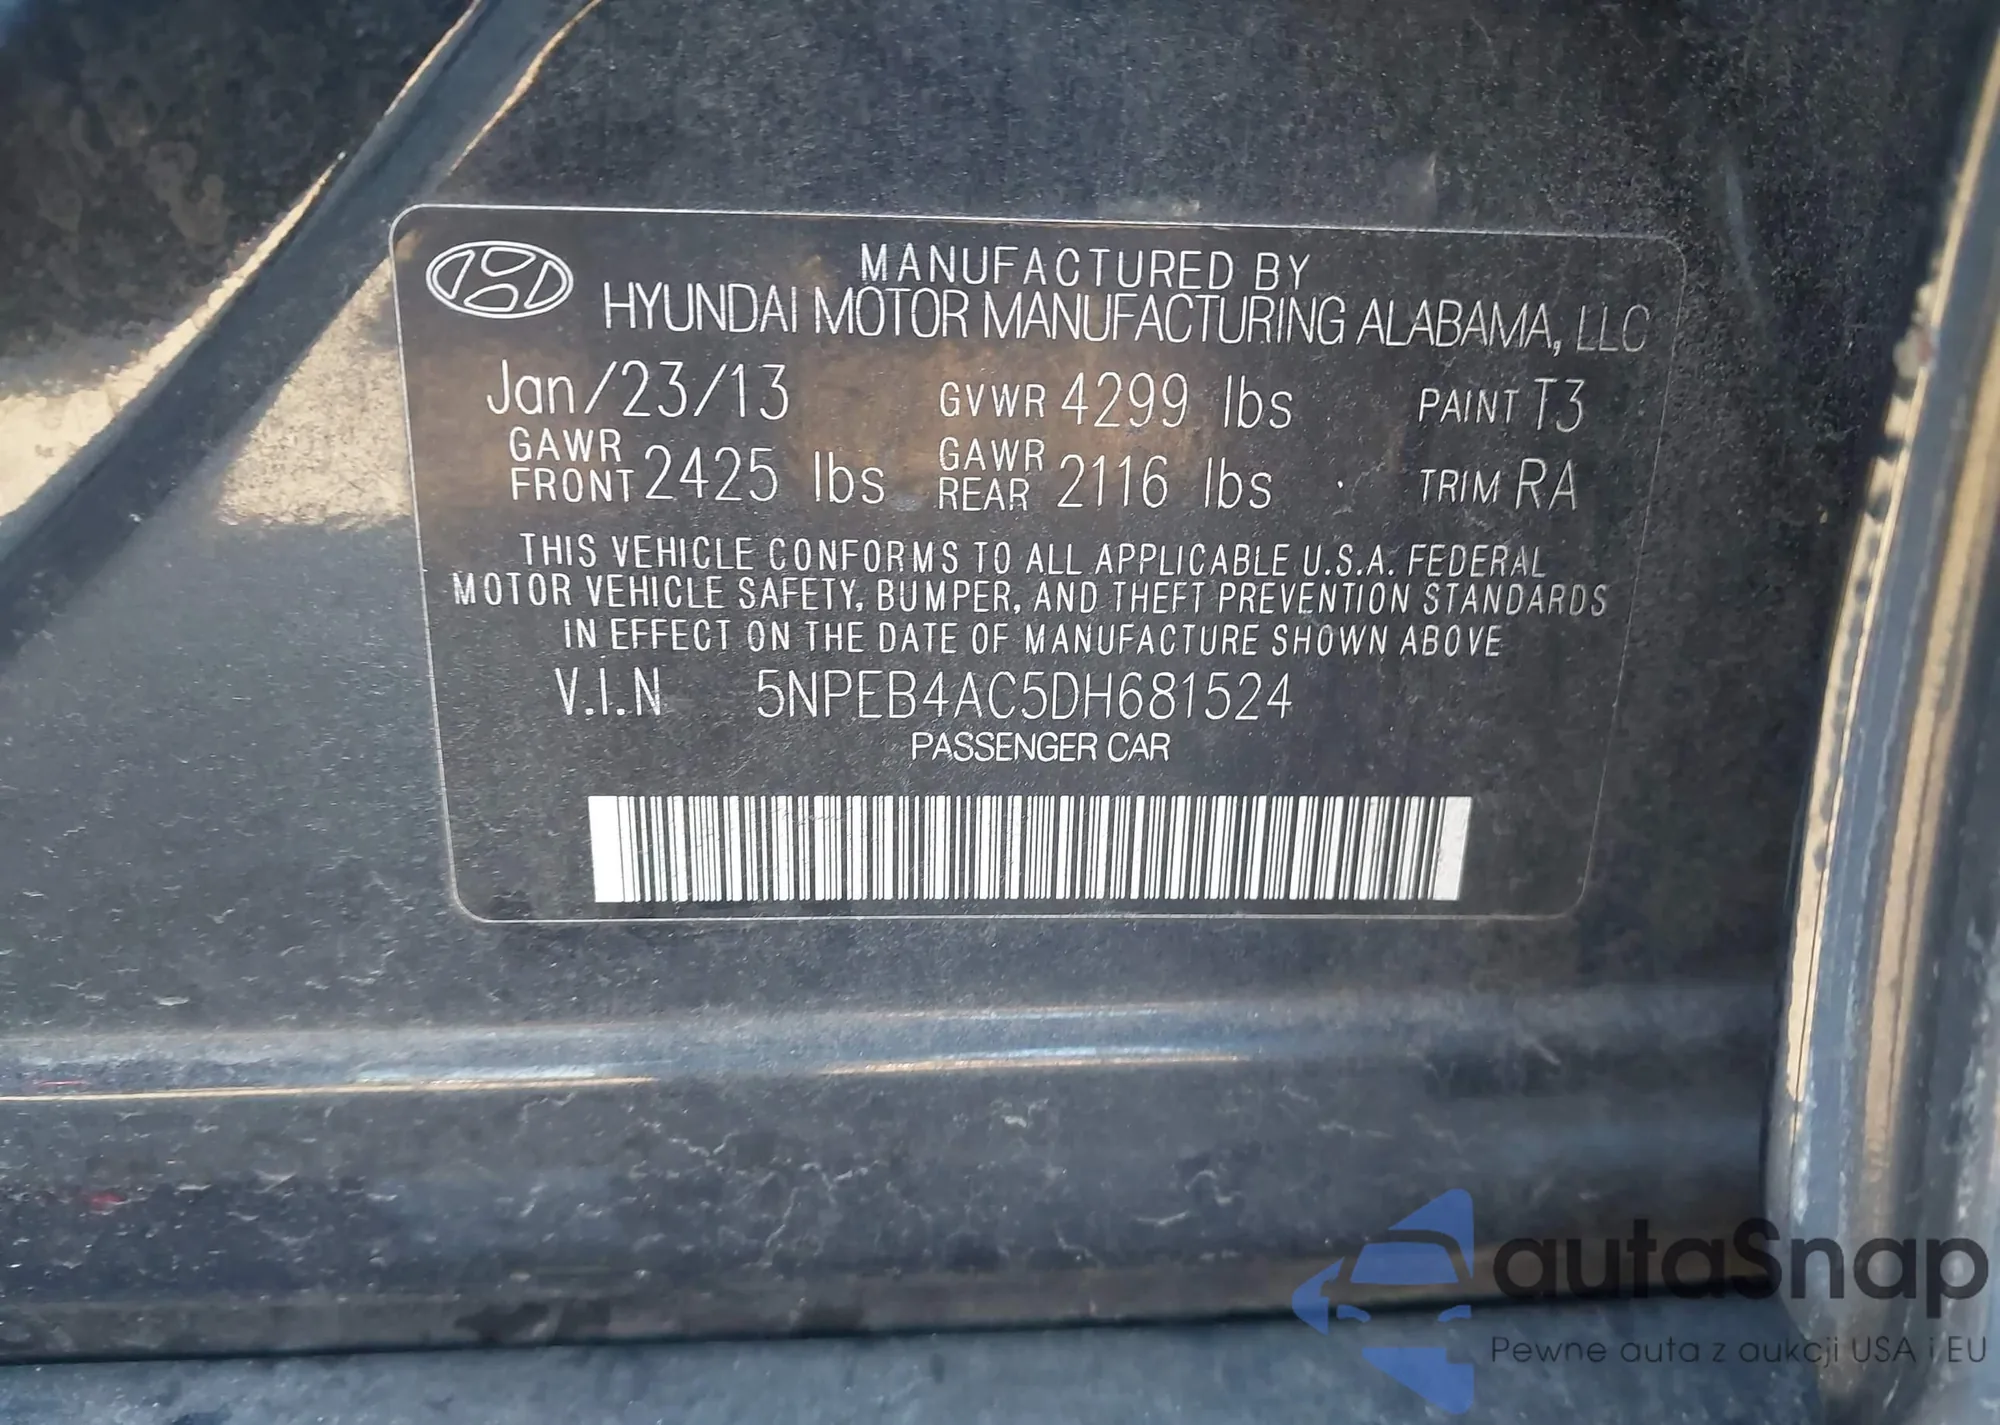 MANUFACTURED BY
HYUNDAI MOTOR MANUFACTURING ALABAMA, LLC
Jan/23/13 GVWR 4299 lbs PAINT T3
GAWR FRONT 2425 lbs GAWR REAR 2116 lbs TRIM RA
THIS VEHICLE CONFORMS TO ALL APPLICABLE U.S.A. FEDERAL
MOTOR VEHICLE SAFETY, BUMPER, AND THEFT PREVENTION STANDARDS
IN EFFECT ON THE DATE OF MANUFACTURE SHOWN ABOVE
V.I.N 5NPEB4AC5DH681524
PASSENGER CAR
autaSnap
Pewne auta z aukcji USA i EU